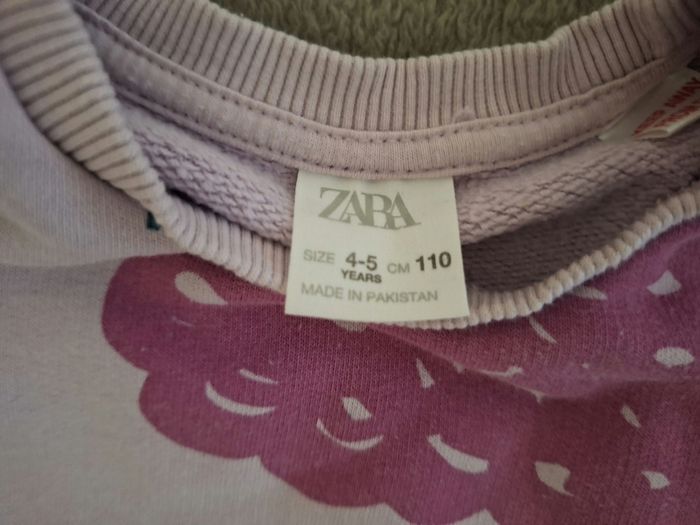 ZARA
SIZE 4-5 YEARS CM 110
MADE IN PAKISTAN